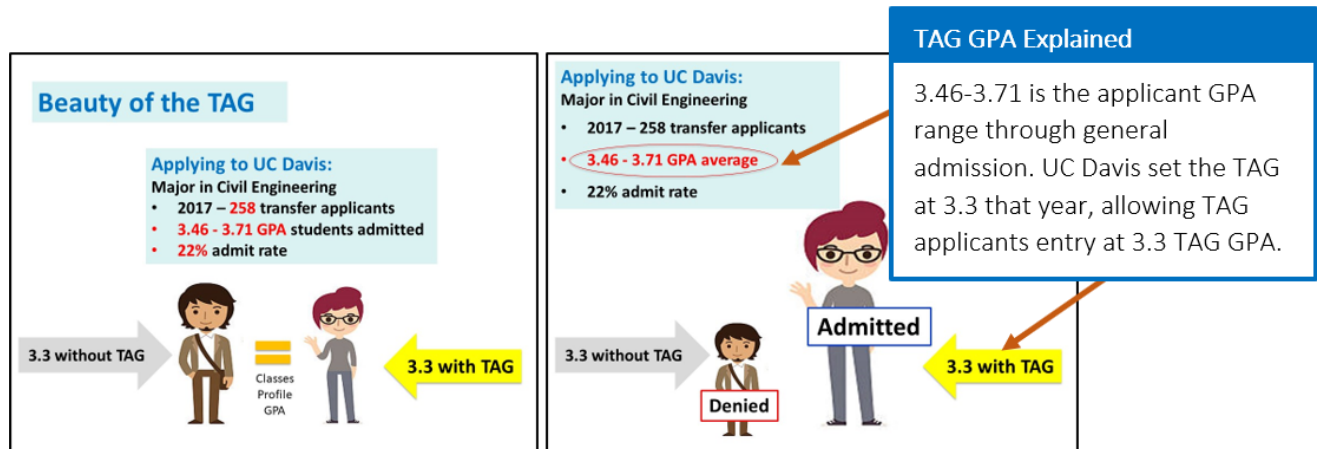 Beauty of the TAG
Applying to UC Davis:
Major in Civil Engineering
• 2017 – 258 transfer applicants
• 3.46 - 3.71 GPA students admitted
• 22% admit rate
3.3 without TAG
Classes
Profile
GPA
3.3 with TAG
Applying to UC Davis:
Major in Civil Engineering
• 2017 – 258 transfer applicants
• 3.46 - 3.71 GPA average
• 22% admit rate
3.3 without TAG
Denied
Admitted
3.3 with TAG
TAG GPA Explained
3.46-3.71 is the applicant GPA
range through general
admission. UC Davis set the TAG
at 3.3 that year, allowing TAG
applicants entry at 3.3 TAG GPA.